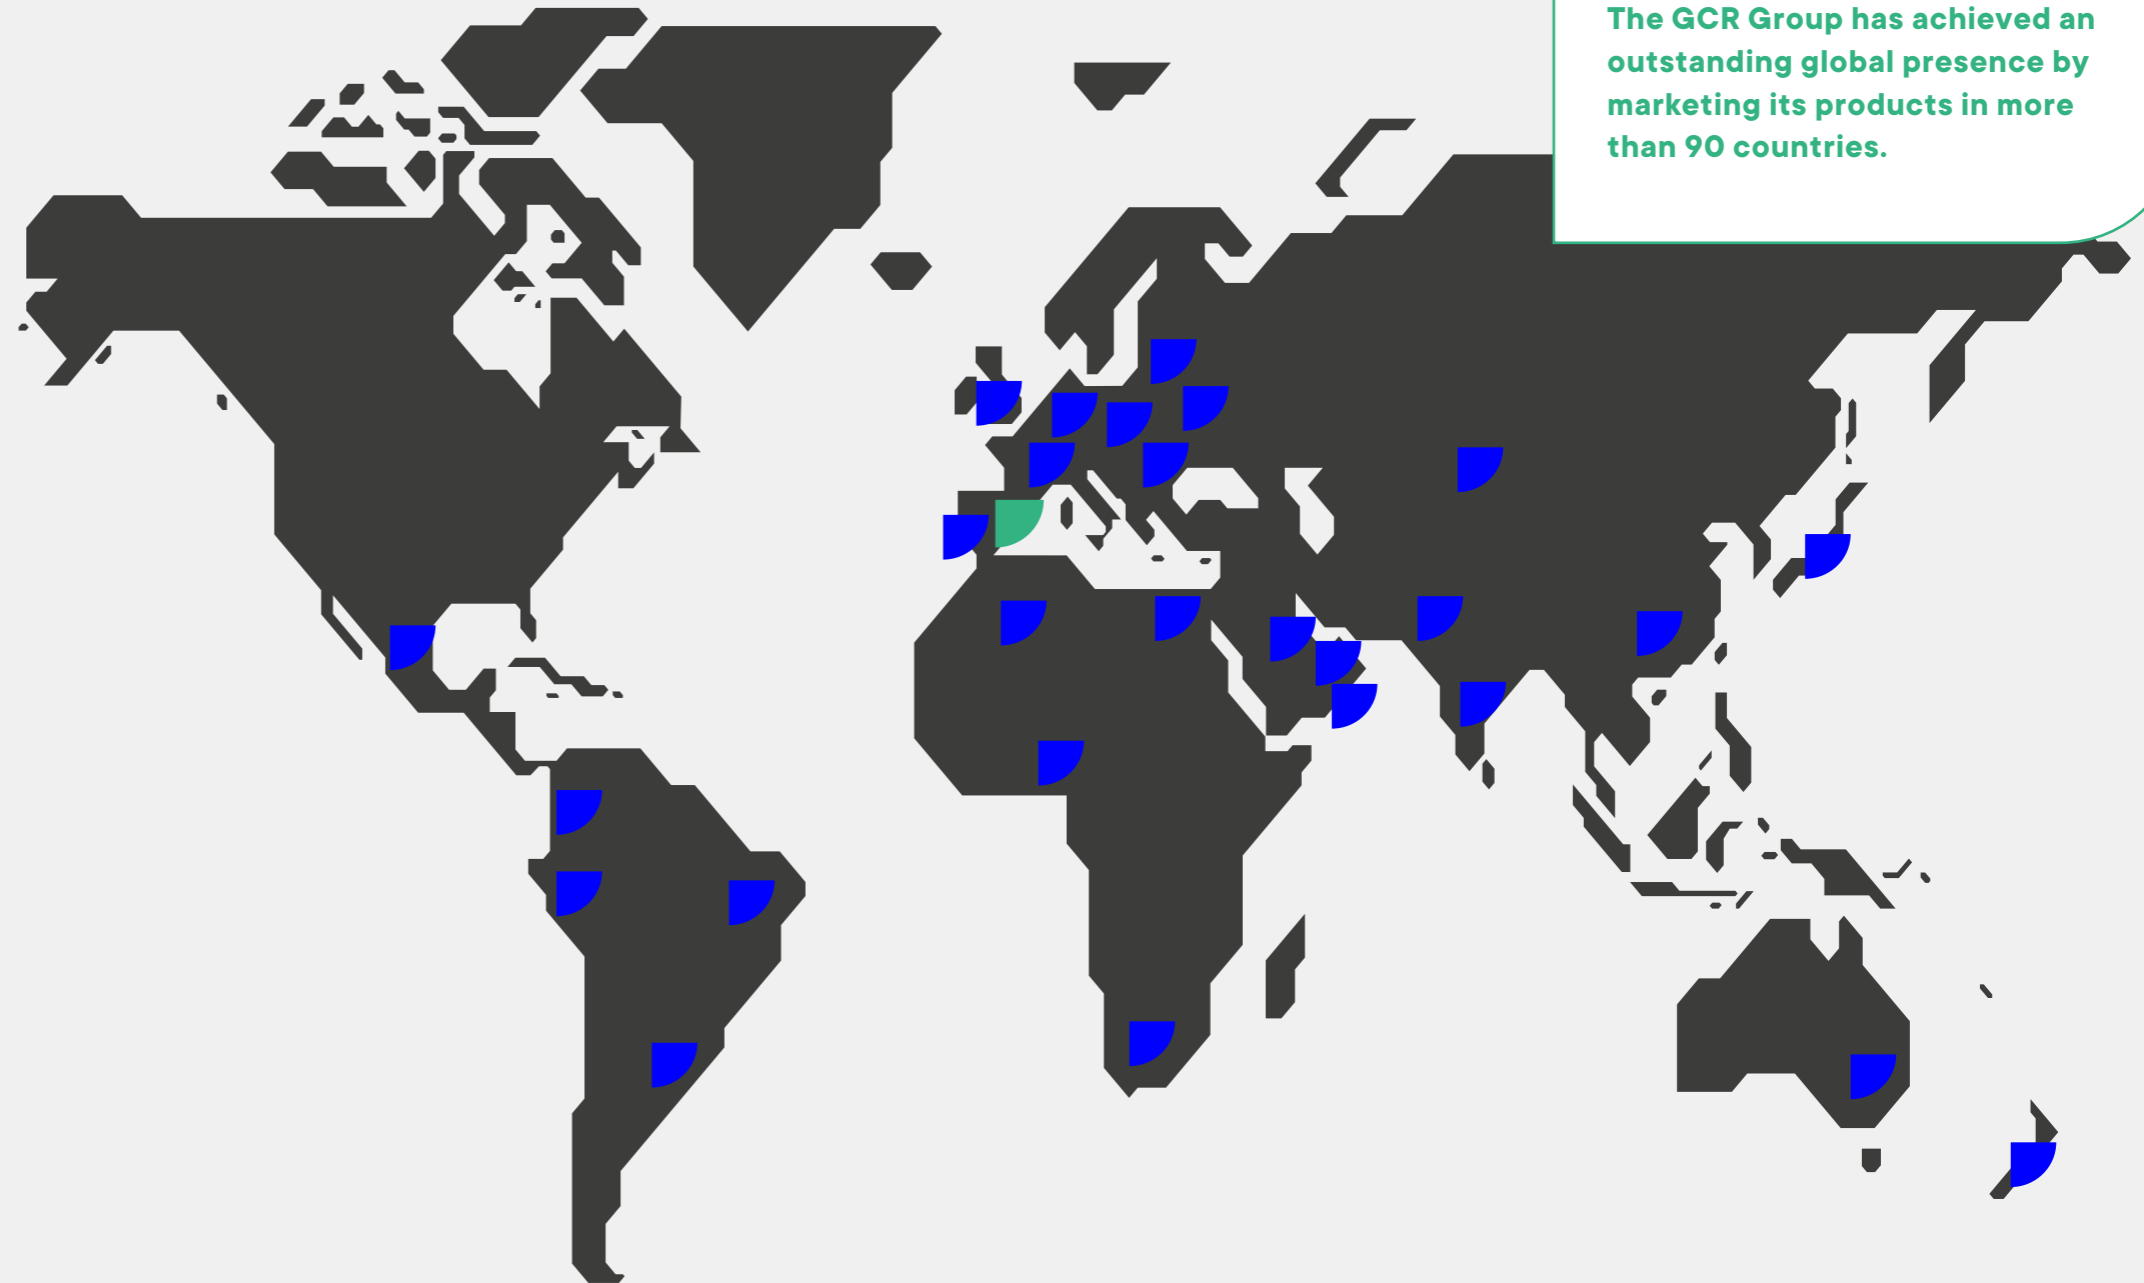 The GCR Group has achieved an
outstanding global presence by
marketing its products in more
than 90 countries.